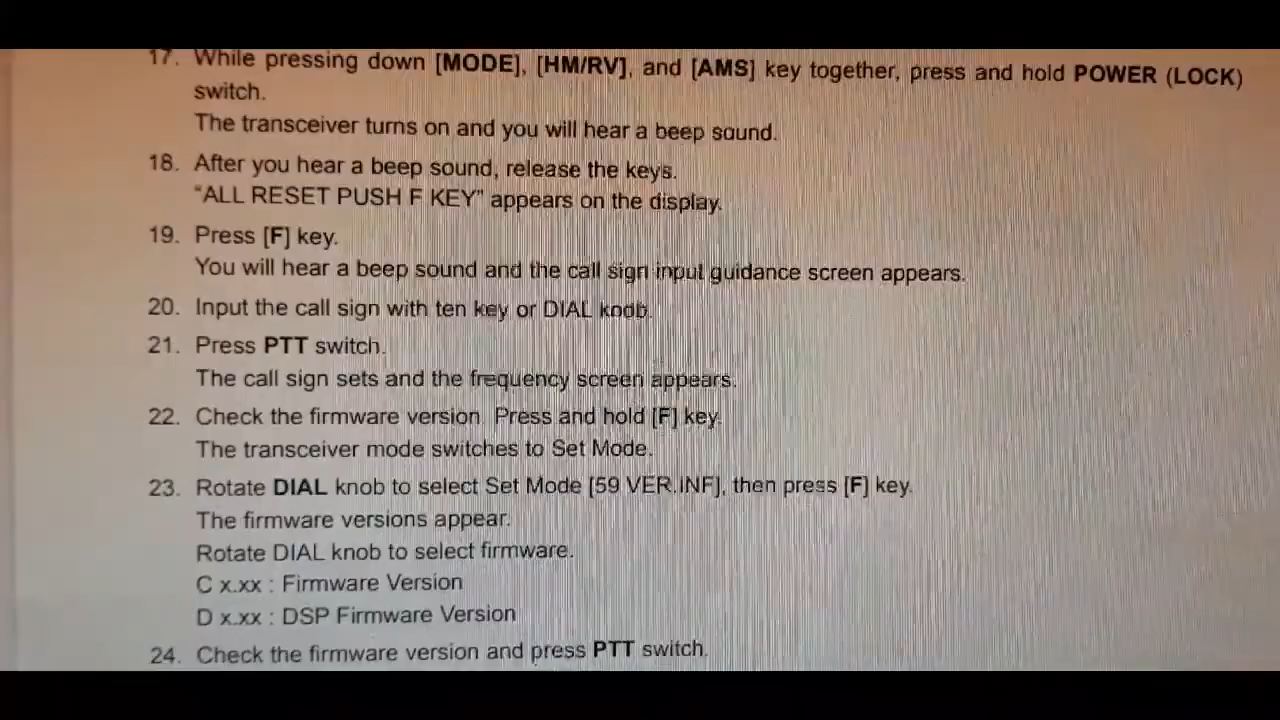 17. While pressing down [MODE], [HM/RV], and [AMS] key together, press and hold POWER (LOCK)
switch.
The transceiver turns on and you will hear a beep sound.
18. After you hear a beep sound, release the keys.
“ALL RESET PUSH F KEY” appears on the display.
19. Press [F] key.
You will hear a beep sound and the call sign input guidance screen appears.
20. Input the call sign with ten key or DIAL knob.
21. Press PTT switch.
The call sign sets and the frequency screen appears.
22. Check the firmware version. Press and hold [F] key.
The transceiver mode switches to Set Mode.
23. Rotate DIAL knob to select Set Mode [59 VER.INF], then press [F] key.
The firmware versions appear.
Rotate DIAL knob to select firmware.
C x.xx : Firmware Version
D x.xx : DSP Firmware Version
24. Check the firmware version and press PTT switch.